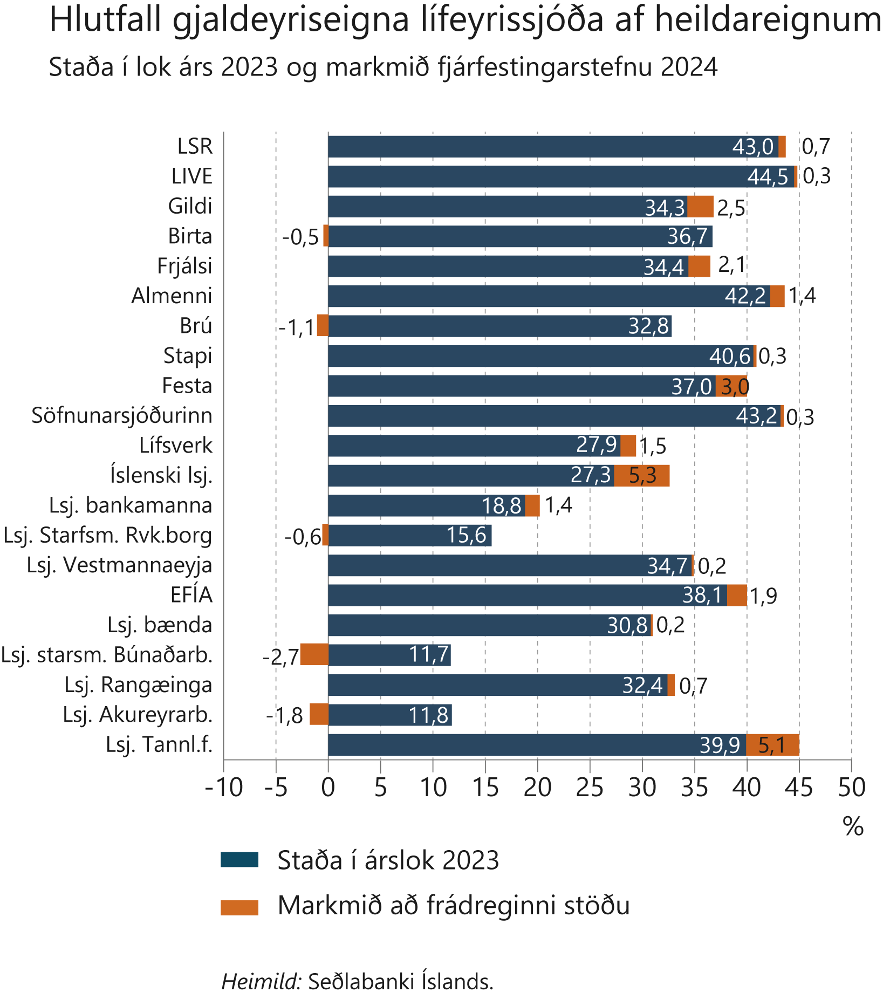 Hlutfall gjaldeyriseigna lífeyrissjóða af heildareignum
Staða í lok árs 2023 og markmið fjárfestingarstefnu 2024
LSR 43,0 0,7
LIVE 44,5 0,3
Gildi 34,3 2,5
Birta -0,5 36,7
Frjálsi 34,4 2,1
Almenni 42,2 1,4
Brú -1,1 32,8
Stapi 40,6 0,3
Festa 37,0 3,0
Söfnunarsjóðurinn 43,2 0,3
Lífsverk 27,9 1,5
Íslenski lsj. 27,3 5,3
Lsj. bankamanna 18,8 1,4
Lsj. Starfsm. Rvk.borg -0,6 15,6
Lsj. Vestmannaeyja 34,7 0,2
EFÍA 38,1 1,9
Lsj. bænda 30,8 0,2
Lsj. starsm. Búnaðarb. -2,7 11,7
Lsj. Rangæinga 32,4 0,7
Lsj. Akureyrarb. -1,8 11,8
Lsj. Tannl.f. 39,9 5,1
-10 -5 0 5 10 15 20 25 30 35 40 45 50
%
Staða í árslok 2023
Markmið að frádreginni stöðu
Heimild: Seðlabanki Íslands.